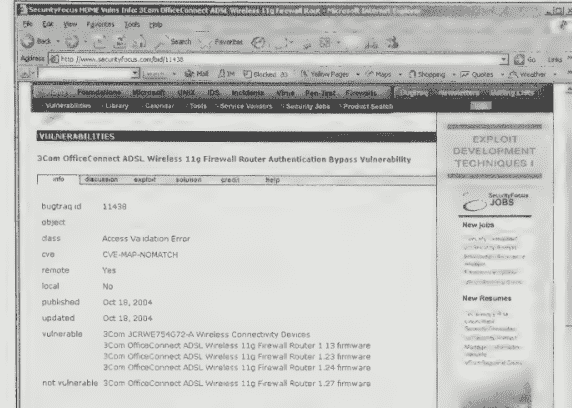 SecurityFocus HOME Vulns Info: 3Com OfficeConnect ADSL Wireless 11g Firewall Rout - Microsoft Internet Explorer
File Edit View Favorites Tools Help
Back Search Favorites
Address http://www.securityfocus.com/bid/11438 Go Links
Search Mail IM Blocked Yellow Pages Maps Shopping Quotes Weather
Foundations Microsoft UNIX IDS Incidents Virus Pen-Test Firewalls
Vulnerabilities Library Calendar Tools Service Vendors Security Jobs Product Search
VULNERABILITIES
3Com OfficeConnect ADSL Wireless 11g Firewall Router Authentication Bypass Vulnerability
info discussion exploit solution credit help
bugtraq id 11438
object
class Access Validation Error
cve CVE-MAP-NOMATCH
remote Yes
local No
published Oct 18, 2004
updated Oct 18, 2004
vulnerable 3Com 3CRWE754G72-A Wireless Connectivity Devices
3Com OfficeConnect ADSL Wireless 11g Firewall Router 1.13 firmware
3Com OfficeConnect ADSL Wireless 11g Firewall Router 1.23 firmware
3Com OfficeConnect ADSL Wireless 11g Firewall Router 1.24 firmware
not vulnerable 3Com OfficeConnect ADSL Wireless 11g Firewall Router 1.27 firmware
EXPLOIT
DEVELOPMENT
TECHNIQUES I
SecurityFocus
JOBS
New Jobs
New Resumes